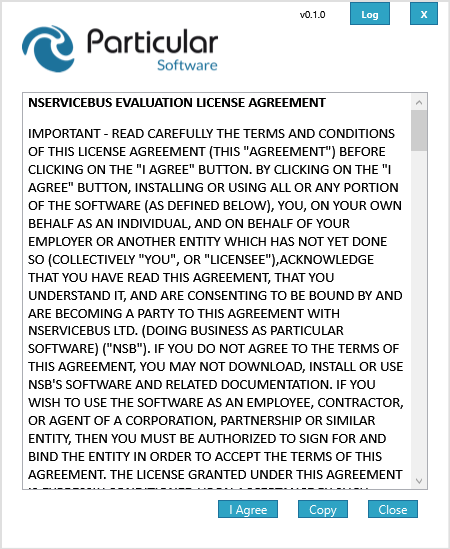 v0.1.0 Log X
Particular
Software
NSERVICEBUS EVALUATION LICENSE AGREEMENT
IMPORTANT - READ CAREFULLY THE TERMS AND CONDITIONS
OF THIS LICENSE AGREEMENT (THIS "AGREEMENT") BEFORE
CLICKING ON THE "I AGREE" BUTTON. BY CLICKING ON THE "I
AGREE" BUTTON, INSTALLING OR USING ALL OR ANY PORTION
OF THE SOFTWARE (AS DEFINED BELOW), YOU, ON YOUR OWN
BEHALF AS AN INDIVIDUAL, AND ON BEHALF OF YOUR
EMPLOYER OR ANOTHER ENTITY WHICH HAS NOT YET DONE
SO (COLLECTIVELY "YOU", OR "LICENSEE"),ACKNOWLEDGE
THAT YOU HAVE READ THIS AGREEMENT, THAT YOU
UNDERSTAND IT, AND ARE CONSENTING TO BE BOUND BY AND
ARE BECOMING A PARTY TO THIS AGREEMENT WITH
NSERVICEBUS LTD. (DOING BUSINESS AS PARTICULAR
SOFTWARE) ("NSB"). IF YOU DO NOT AGREE TO THE TERMS OF
THIS AGREEMENT, YOU MAY NOT DOWNLOAD, INSTALL OR USE
NSB'S SOFTWARE AND RELATED DOCUMENTATION. IF YOU
WISH TO USE THE SOFTWARE AS AN EMPLOYEE, CONTRACTOR,
OR AGENT OF A CORPORATION, PARTNERSHIP OR SIMILAR
ENTITY, THEN YOU MUST BE AUTHORIZED TO SIGN FOR AND
BIND THE ENTITY IN ORDER TO ACCEPT THE TERMS OF THIS
AGREEMENT. THE LICENSE GRANTED UNDER THIS AGREEMENT
I Agree Copy Close